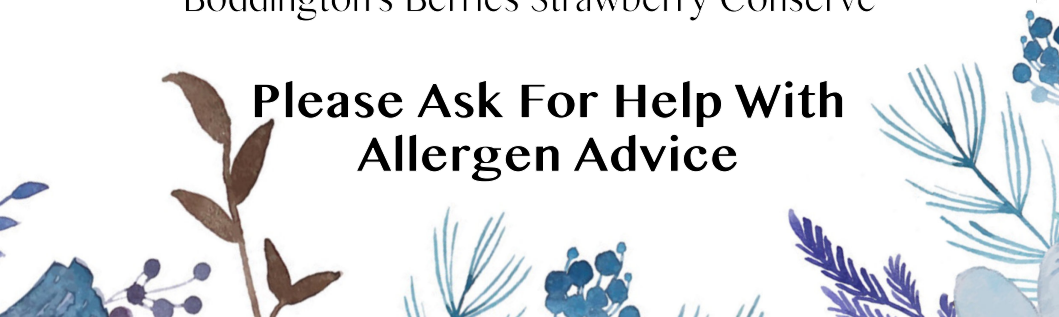 Boddington's Berries Strawberry Conserve
Please Ask For Help With
Allergen Advice